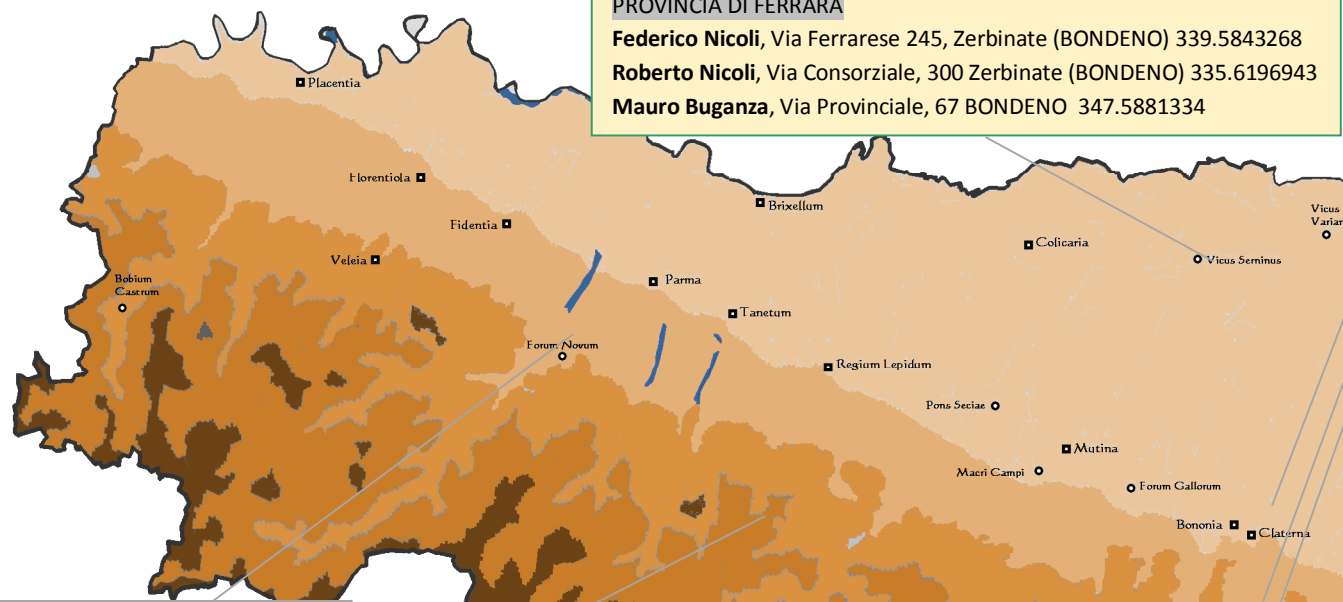 PROVINCIA DI FERRARA
Federico Nicoli, Via Ferrarese 245, Zerbinate (BONDENO) 339.5843268
Roberto Nicoli, Via Consorziale, 300 Zerbinate (BONDENO) 335.6196943
Mauro Buganza, Via Provinciale, 67 BONDENO 347.5881334
Placentia
Florentiola
Brixellum
Fidentia
Vicus
Colicaria
Veleia
Vicus Serninus
Bobium
Castrum
Parma
Tanetum
Forum Novum
Regium Lepidum
Pons Seciae
Mutina
Macri Campi
Forum Gallorum
Bononia
Claterna